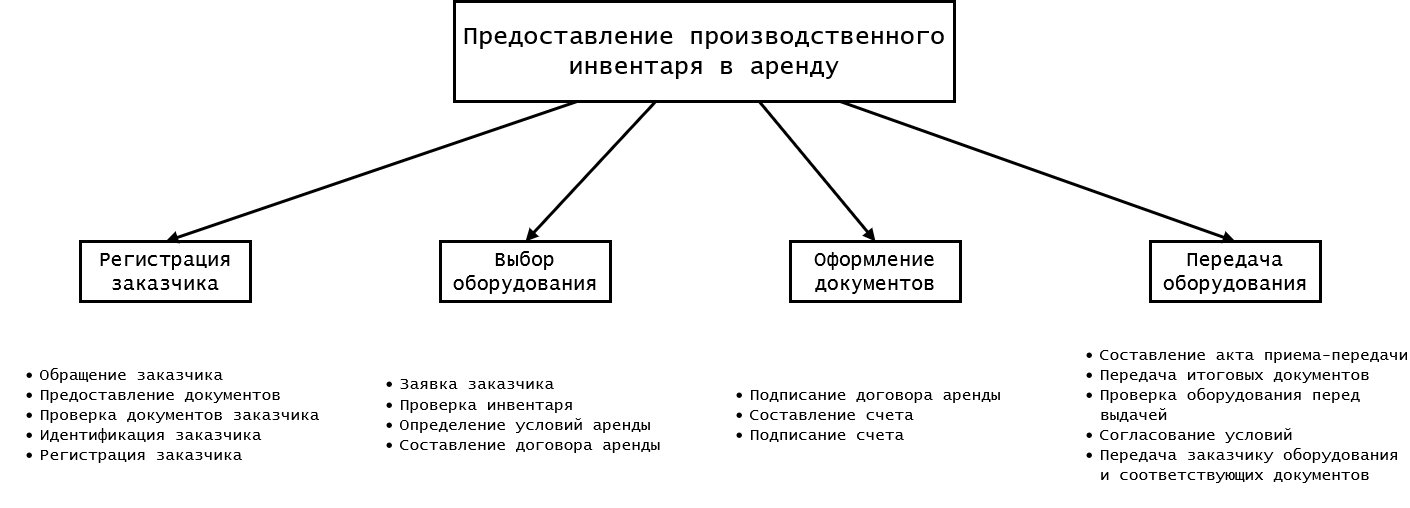 Предоставление производственного
инвентаря в аренду
Регистрация
заказчика
Выбор
оборудования
Оформление
документов
Передача
оборудования
• Обращение заказчика
• Предоставление документов
• Проверка документов заказчика
• Идентификация заказчика
• Регистрация заказчика
• Заявка заказчика
• Проверка инвентаря
• Определение условий аренды
• Составление договора аренды
• Подписание договора аренды
• Составление счета
• Подписание счета
• Составление акта приема-передачи
• Передача итоговых документов
• Проверка оборудования перед
выдачей
• Согласование условий
• Передача заказчику оборудования
и соответствующих документов